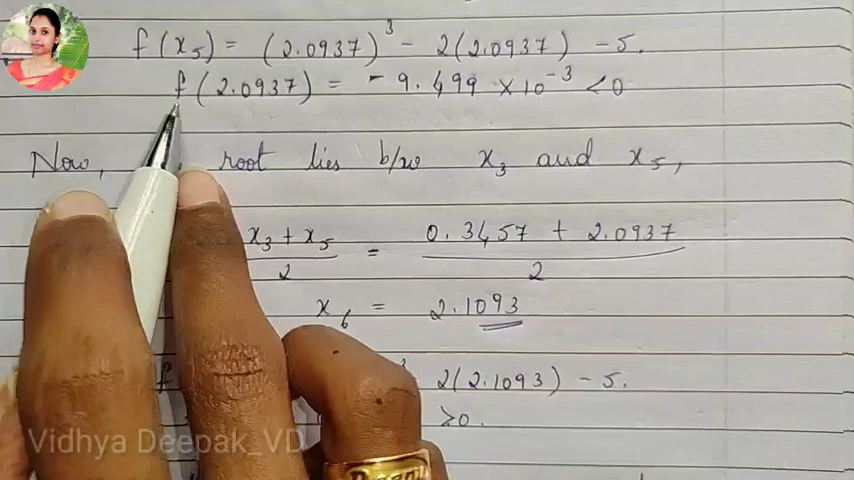 f(x₅) = (2.0937)³ - 2(2.0937) - 5.
f(2.0937) = -9.499 × 10⁻³ < 0
Now, root lies b/w x₃ and x₅,
x₃ + x₅ / 2 = 0.3457 + 2.0937 / 2
x₆ = 2.1093
2(2.1093) - 5.
>0.
Vidhya Deepak_VD